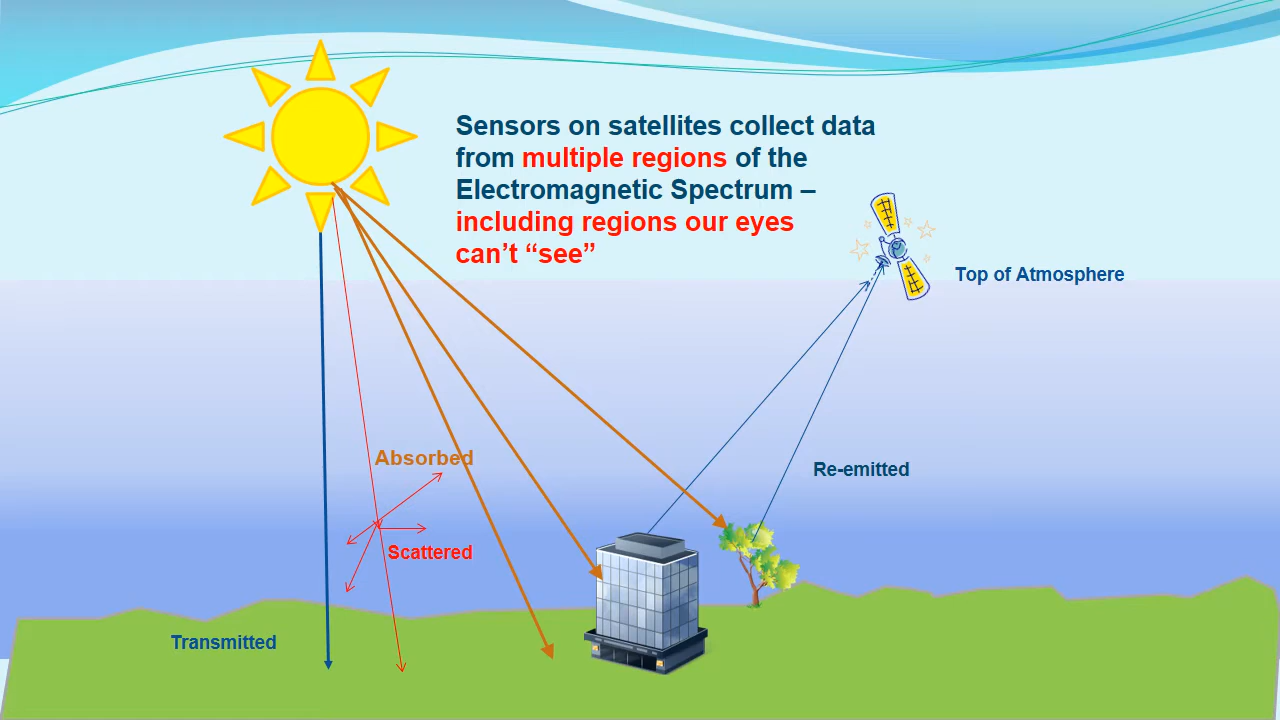 Sensors on satellites collect data
from multiple regions of the
Electromagnetic Spectrum –
including regions our eyes
can’t “see”
Top of Atmosphere
Absorbed
Re-emitted
Scattered
Transmitted